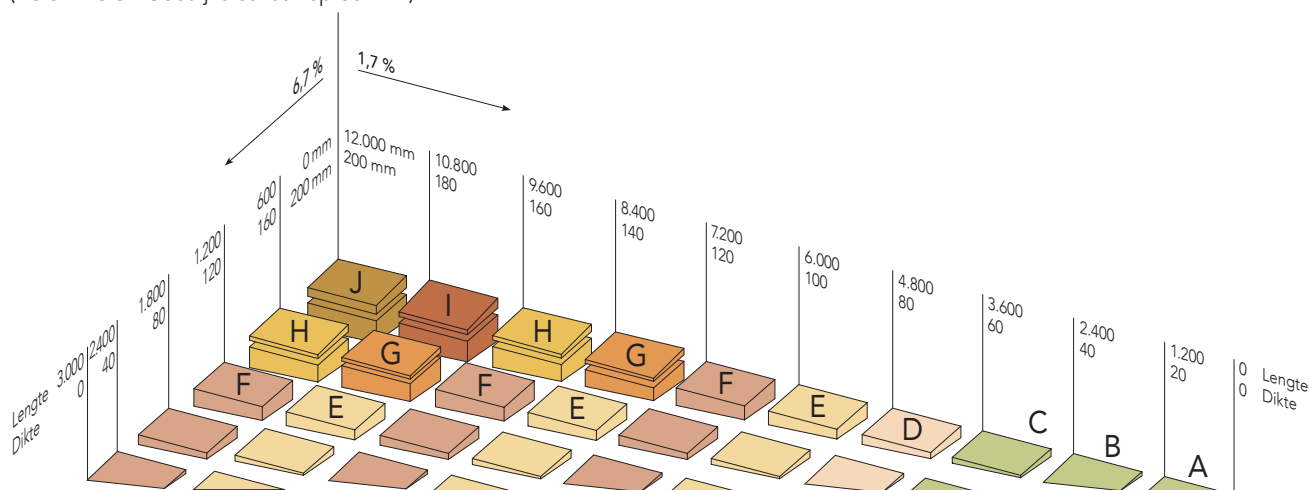 6,7 %
1,7 %
0 mm
200 mm
12.000 mm
200 mm
10.800
180
9.600
160
8.400
140
7.200
120
6.000
100
4.800
80
3.600
60
2.400
40
1.200
20
0 Lengte
0 Dikte
600
160
1.200
120
1.800
80
2.400
40
Lengte 3.000
Dikte 0
J
I
H
H
G
G
F
F
F
E
E
E
D
C
B
A